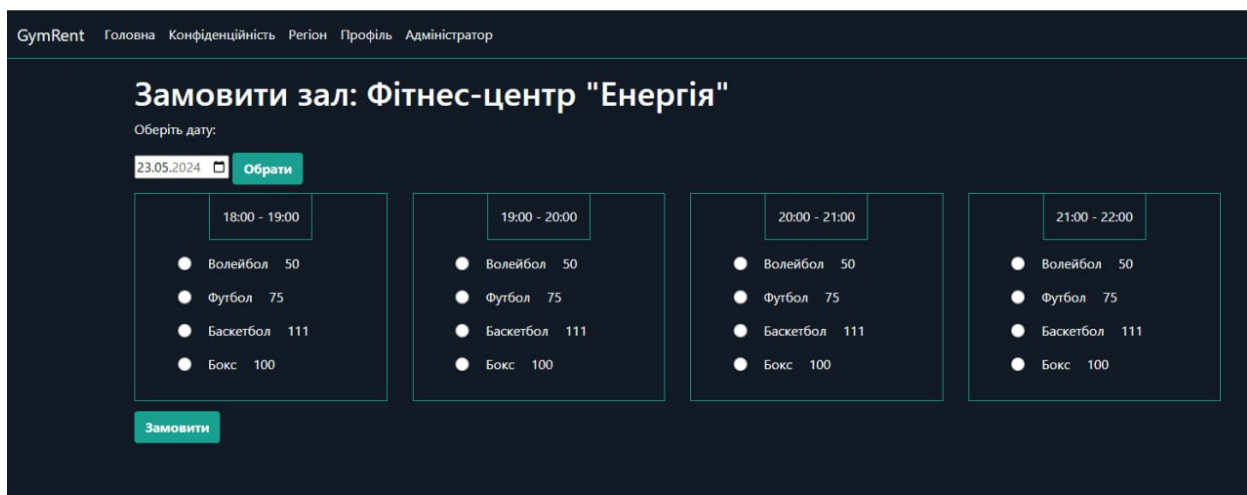 GymRent Головна Конфіденційність Регіон Профіль Адміністратор
Замовити зал: Фітнес-центр "Енергія"
Оберіть дату:
23.05.2024 Обрати
18:00 - 19:00
Волейбол 50
Футбол 75
Баскетбол 111
Бокс 100
19:00 - 20:00
Волейбол 50
Футбол 75
Баскетбол 111
Бокс 100
20:00 - 21:00
Волейбол 50
Футбол 75
Баскетбол 111
Бокс 100
21:00 - 22:00
Волейбол 50
Футбол 75
Баскетбол 111
Бокс 100
Замовити